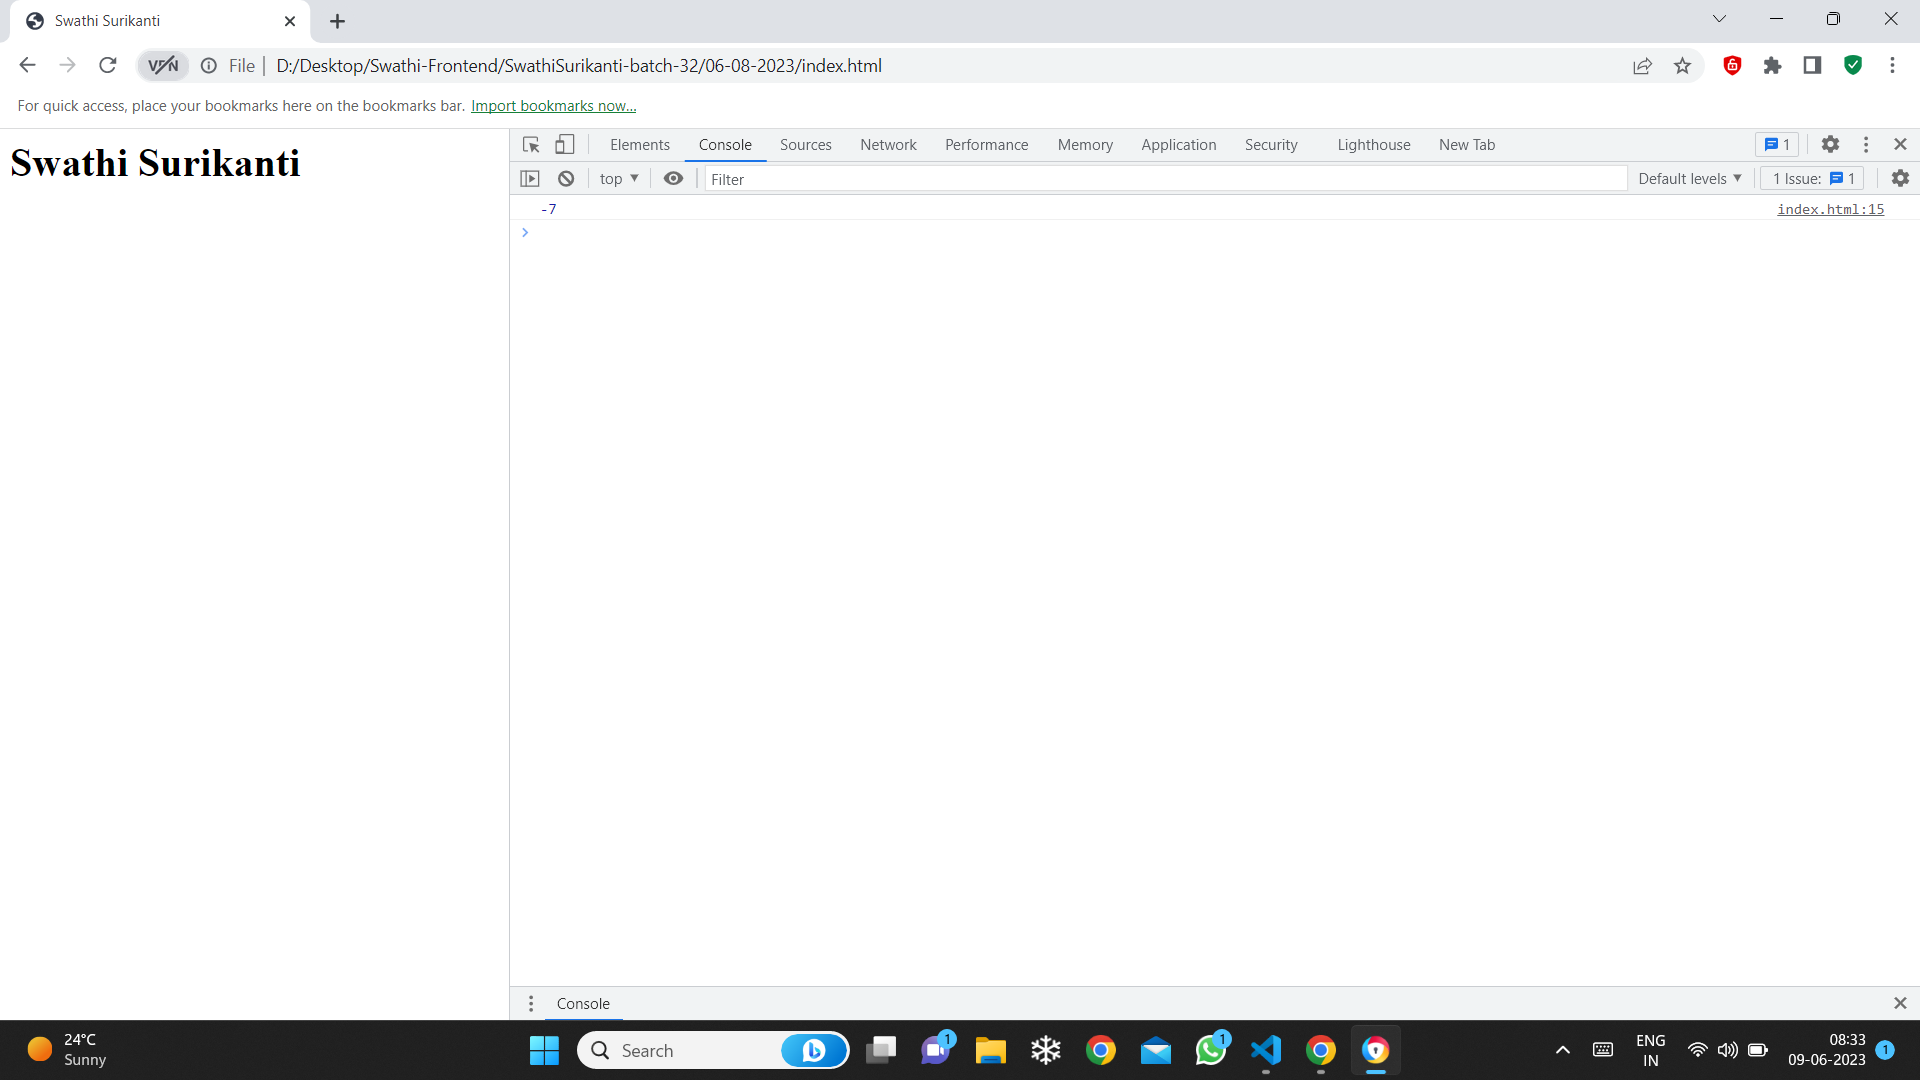 Swathi Surikanti
VPN
File
D:/Desktop/Swathi-Frontend/SwathiSurikanti-batch-32/06-08-2023/index.html
For quick access, place your bookmarks here on the bookmarks bar. Import bookmarks now...
Swathi Surikanti
Elements Console Sources Network Performance Memory Application Security Lighthouse New Tab 1
top Filter Default levels 1 Issue: 1
-7 index.html:15
Console
24°C
Sunny
Search
1
1
ENG
IN
08:33
09-06-2023
1